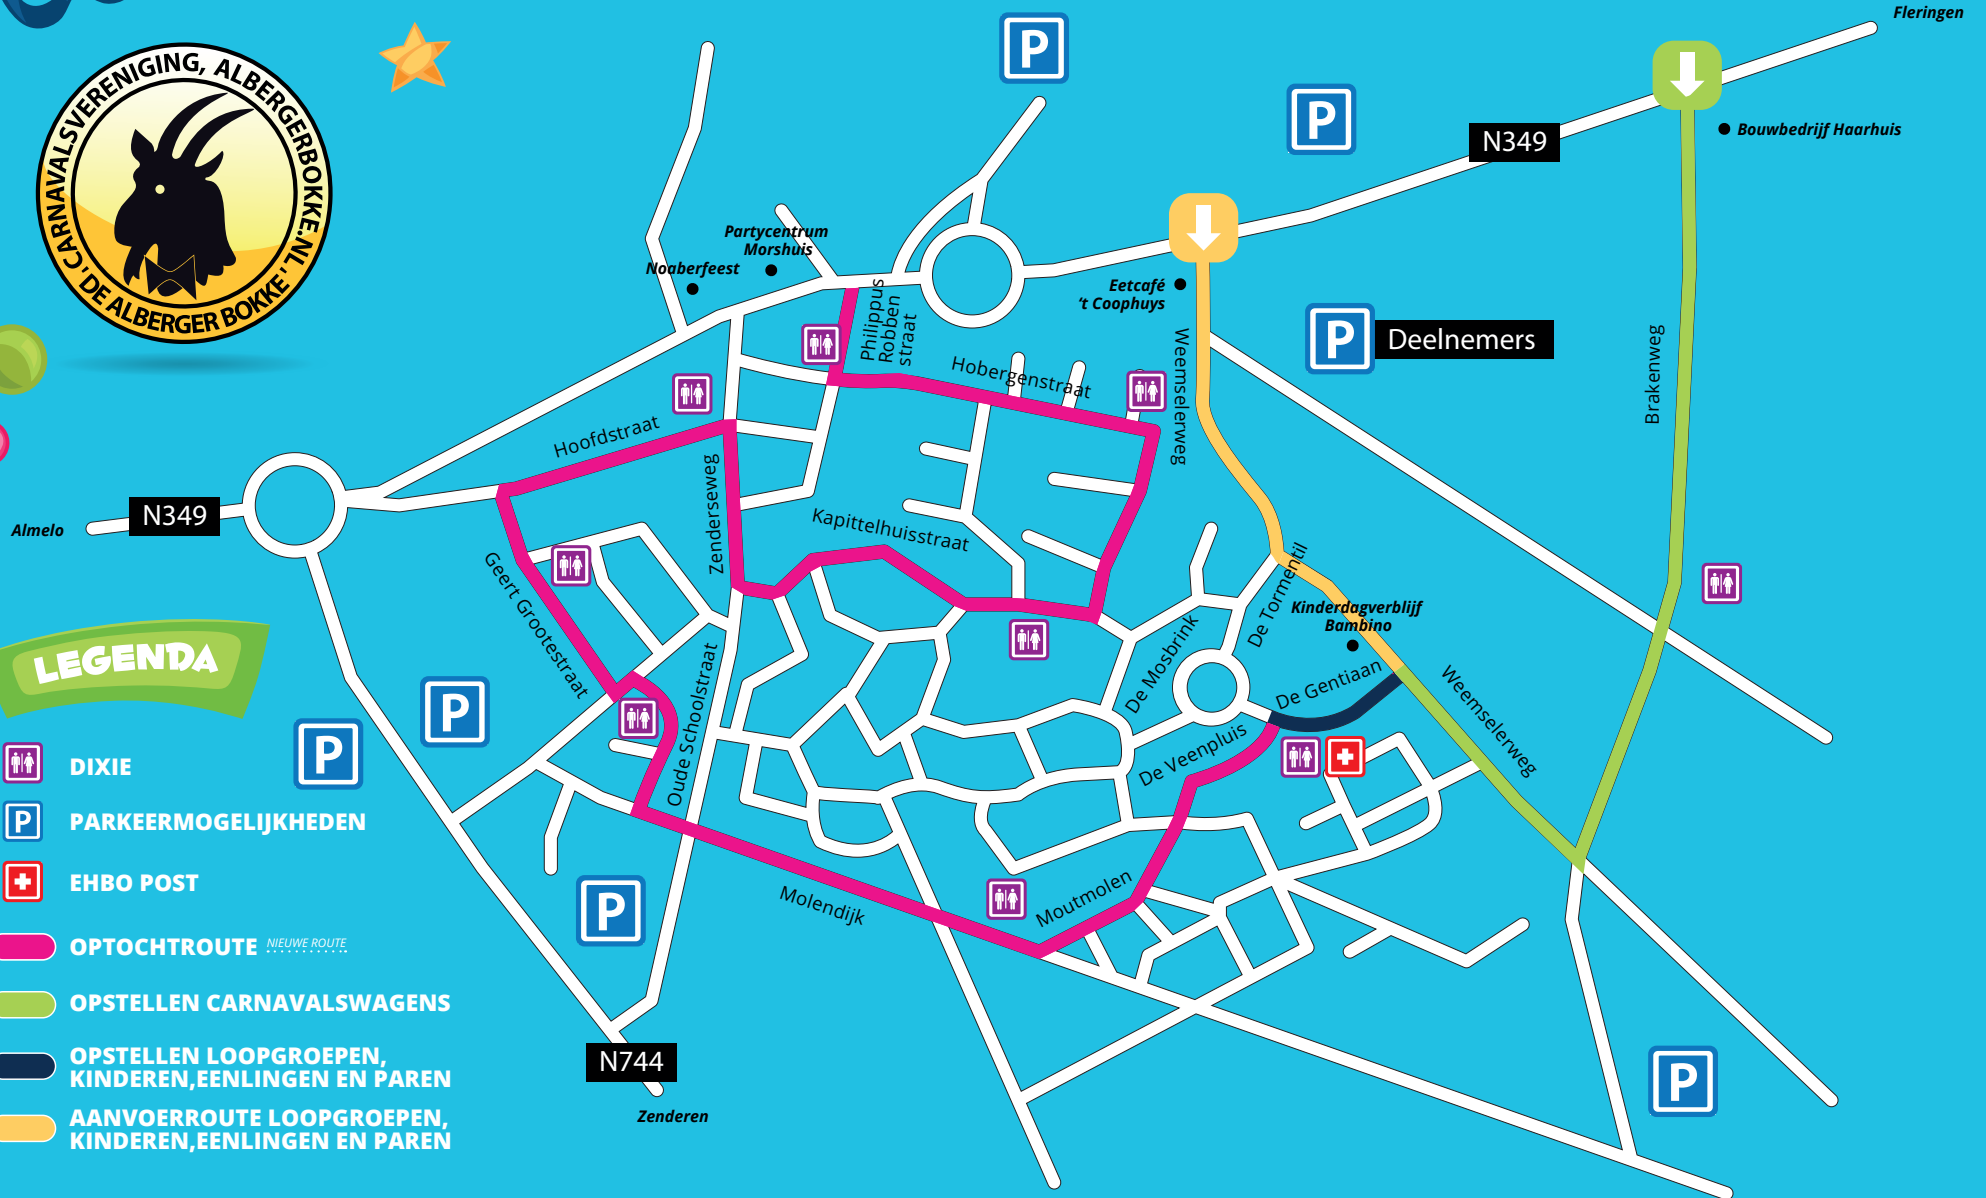 CARNAVALSVERENIGING, ALBERGERBOKKE.NL, 'DE ALBERGER BOKKE'
Fleringen
P
P
N349
Bouwbedrijf Haarhuis
Partycentrum
Morshuis
Noaberfeest
Eetcafé
't Coophuys
Philippus
Robben
straat
Weemselerweg
P
Deelnemers
Brakenweg
Hobergenstraat
Hoofdstraat
Zenderseweg
Kapittelhuisstraat
N349
Almelo
Geert Grootestraat
De Tormentil
Kinderdagverblijf
Bambino
De Mosbrink
De Gentiaan
Weemselerweg
Oude Schoolstraat
De Veenpluis
P
P
P
Molendijk
Moutmolen
N744
Zenderen
P
LEGENDA
DIXIE
P
PARKEERMOGELIJKHEDEN
EHBO POST
OPTOCHTROUTE NIEUWE ROUTE
OPSTELLEN CARNAVALSWAGENS
OPSTELLEN LOOPGROEPEN,
KINDEREN,EENLINGEN EN PAREN
AANVOERROUTE LOOPGROEPEN,
KINDEREN,EENLINGEN EN PAREN